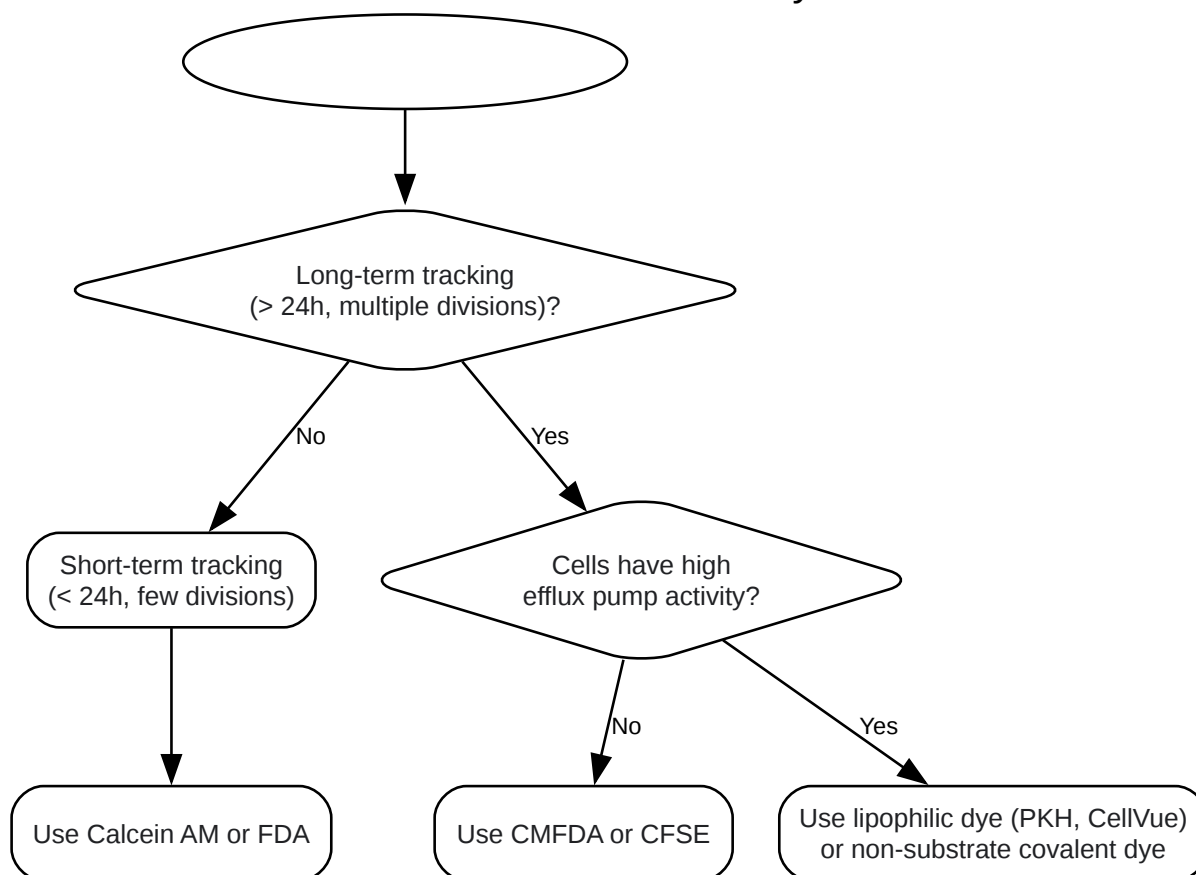 Long-term tracking
(> 24h, multiple divisions)?
No
Yes
Short-term tracking
(< 24h, few divisions)
Cells have high
efflux pump activity?
No
Yes
Use Calcein AM or FDA
Use CMFDA or CFSE
Use lipophilic dye (PKH, CellVue)
or non-substrate covalent dye